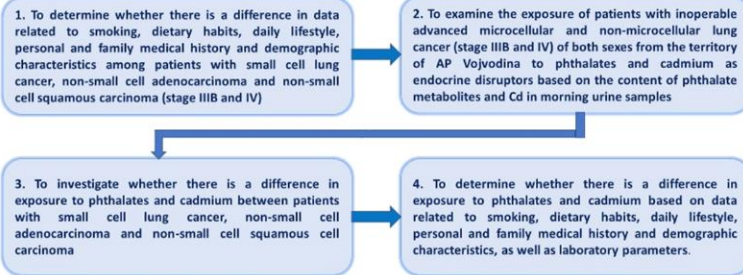 1. To determine whether there is a difference in data
related to smoking, dietary habits, daily lifestyle,
personal and family medical history and demographic
characteristics among patients with small cell lung
cancer, non-small cell adenocarcinoma and non-small
cell squamous carcinoma (stage IIIB and IV)
2. To examine the exposure of patients with inoperable
advanced microcellular and non-microcellular lung
cancer (stage IIIB and IV) of both sexes from the territory
of AP Vojvodina to phthalates and cadmium as
endocrine disruptors based on the content of phthalate
metabolites and Cd in morning urine samples
3. To investigate whether there is a difference in
exposure to phthalates and cadmium between patients
with small cell lung cancer, non-small cell
adenocarcinoma and non-small cell squamous cell
carcinoma
4. To determine whether there is a difference in
exposure to phthalates and cadmium based on data
related to smoking, dietary habits, daily lifestyle,
personal and family medical history and demographic
characteristics, as well as laboratory parameters.